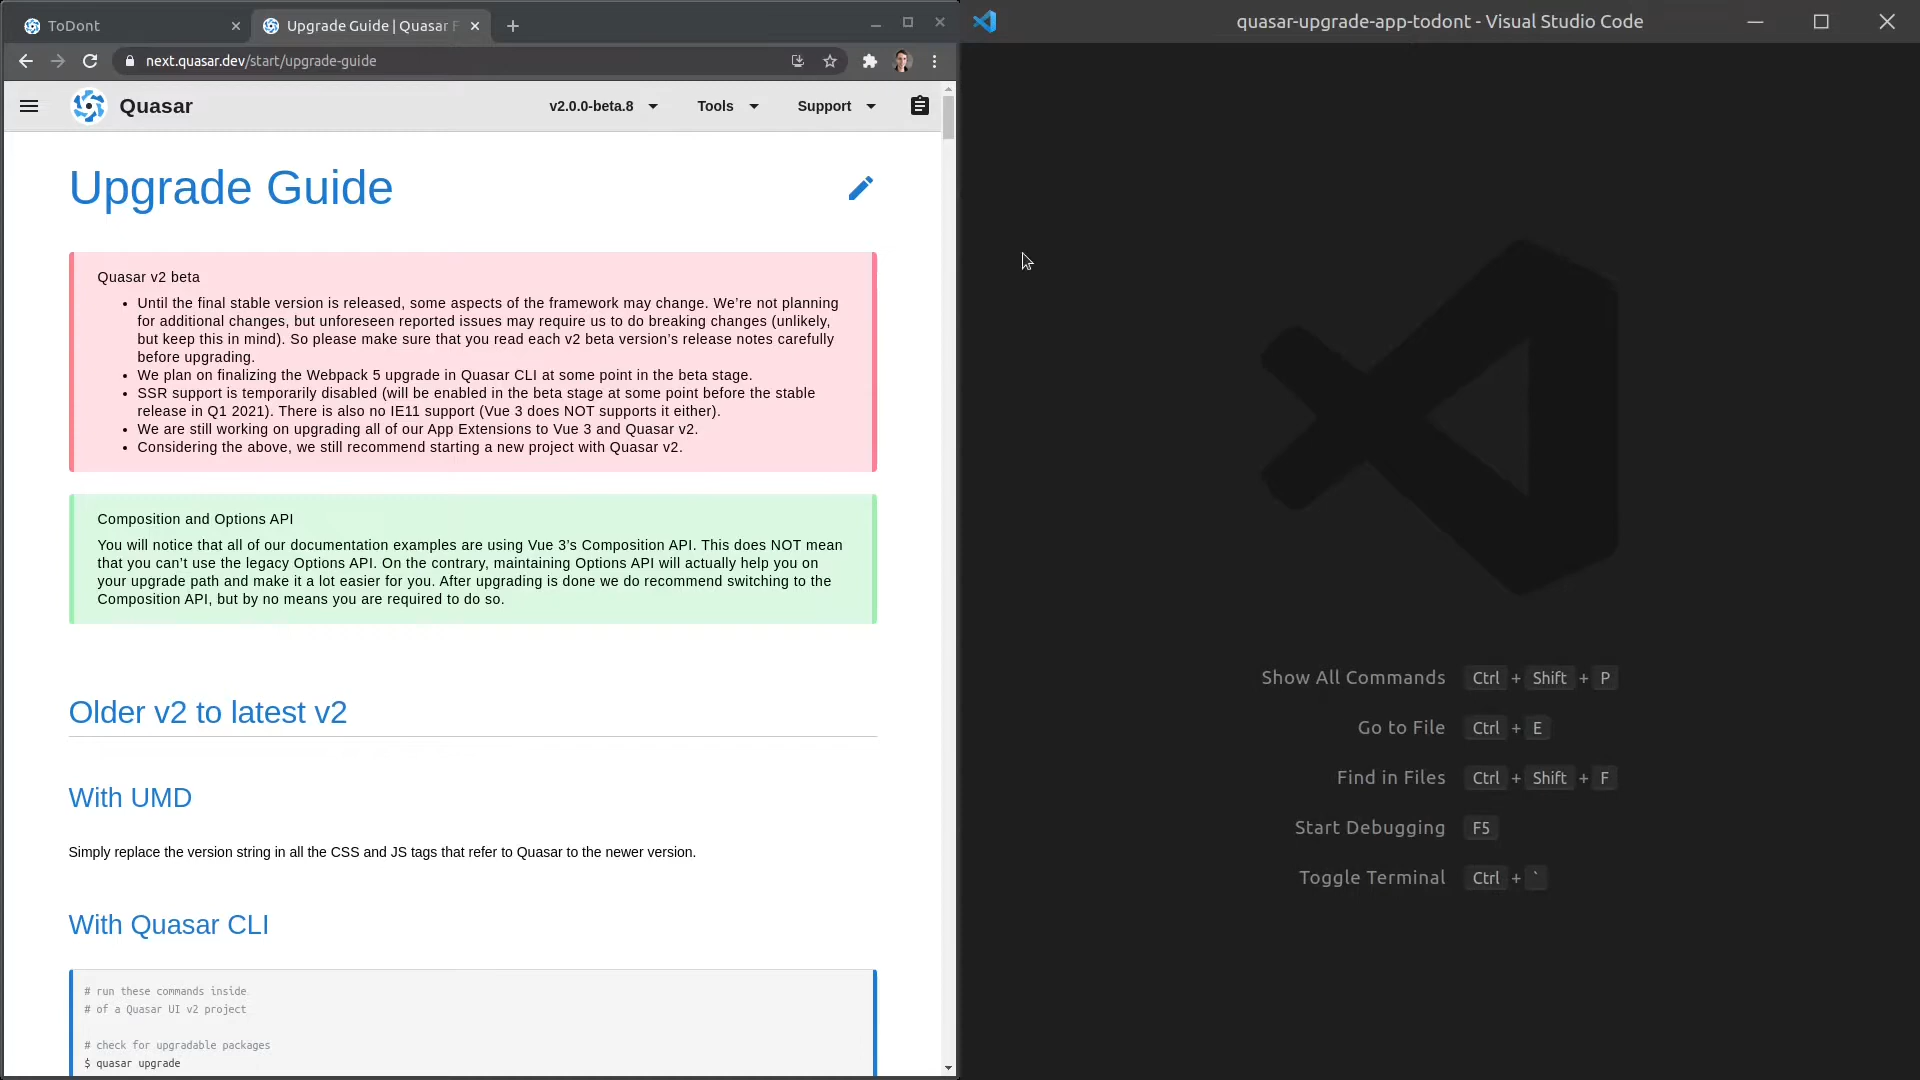 ToDont
Upgrade Guide | Quasar F
quasar-upgrade-app-todont - Visual Studio Code
next.quasar.dev/start/upgrade-guide
Quasar
v2.0.0-beta.8
Tools
Support
Upgrade Guide
Quasar v2 beta
• Until the final stable version is released, some aspects of the framework may change. We’re not planning
for additional changes, but unforeseen reported issues may require us to do breaking changes (unlikely,
but keep this in mind). So please make sure that you read each v2 beta version’s release notes carefully
before upgrading.
• We plan on finalizing the Webpack 5 upgrade in Quasar CLI at some point in the beta stage.
• SSR support is temporarily disabled (will be enabled in the beta stage at some point before the stable
release in Q1 2021). There is also no IE11 support (Vue 3 does NOT supports it either).
• We are still working on upgrading all of our App Extensions to Vue 3 and Quasar v2.
• Considering the above, we still recommend starting a new project with Quasar v2.
Composition and Options API
You will notice that all of our documentation examples are using Vue 3’s Composition API. This does NOT mean
that you can’t use the legacy Options API. On the contrary, maintaining Options API will actually help you on
your upgrade path and make it a lot easier for you. After upgrading is done we do recommend switching to the
Composition API, but by no means you are required to do so.
Older v2 to latest v2
With UMD
Simply replace the version string in all the CSS and JS tags that refer to Quasar to the newer version.
With Quasar CLI
# run these commands inside
# of a Quasar UI v2 project
# check for upgradable packages
$ quasar upgrade
Show All Commands Ctrl + Shift + P
Go to File Ctrl + E
Find in Files Ctrl + Shift + F
Start Debugging F5
Toggle Terminal Ctrl + `